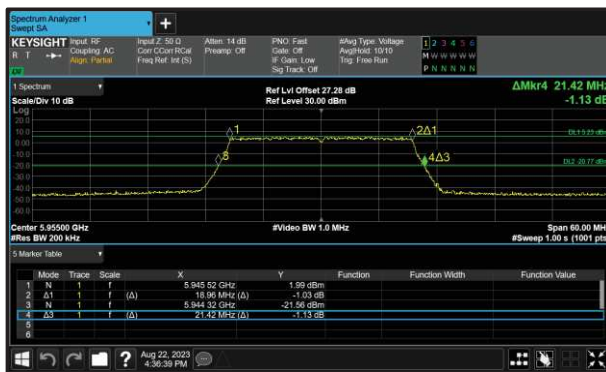 Spectrum Analyzer 1
Swept SA
KEYSIGHT Input: RF Input Z: 50 Ω Atten: 14 dB PNO: Fast #Avg Type: Voltage 1 2 3 4 5 6
R T Coupling: AC Corr CCorr RCal Preamp: Off Gate: Off Avg|Hold: 10/10 M W W W W W
Align: Partial Freq Ref: Int (S) IF Gain: Low Trig: Free Run
Sig Track: Off P N N N N N
1 Spectrum Ref Lvl Offset 27.28 dB ΔMkr4 21.42 MHz
Scale/Div 10 dB Ref Level 30.00 dBm -1.13 dB
Log
20.0
10.0
0.00
-10.0
-20.0
-30.0
-40.0
-50.0
-60.0
1
2Δ1
4Δ3
DL2 -20.77 dBm
Center 5.95500 GHz #Video BW 1.0 MHz Span 60.00 MHz
#Res BW 200 kHz #Sweep 1.00 s (1001 pts
5 Marker Table
Mode Trace Scale X Y Function Function Width Function Value
1 N 1 f 5.945 52 GHz 1.99 dBm
2 Δ1 1 f (Δ) 18.96 MHz (Δ) -1.03 dB
3 N 1 f 5.944 32 GHz -21.56 dBm
4 Δ3 1 f (Δ) 21.42 MHz (Δ) -1.13 dB
5
6
Aug 22, 2023
4:36:39 PM